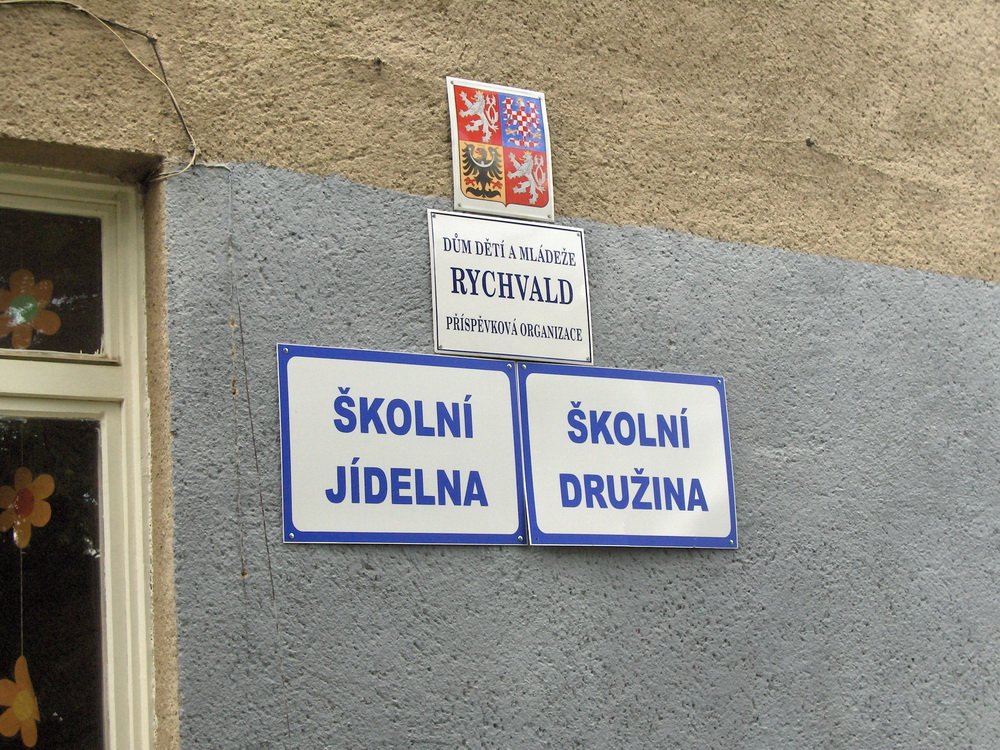 DŮM DĚTÍ A MLÁDEŽE
RYCHVALD
PŘÍSPĚVKOVÁ ORGANIZACE
ŠKOLNÍ
JÍDELNA
ŠKOLNÍ
DRUŽINA